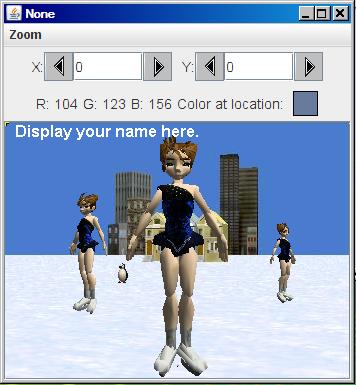 None
Zoom
X: 0 Y: 0
R: 104 G: 123 B: 156 Color at location:
Display your name here.